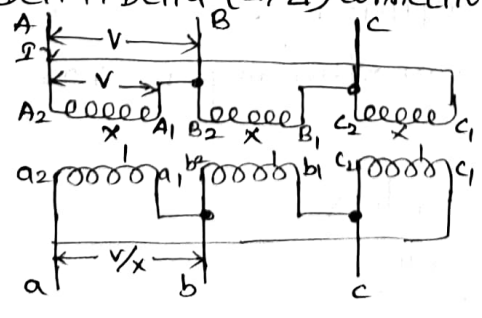 A B C
V
I
V
A2 A1 B2 B1 C2 C1
x x x
1 1 1
a2 a1 b2 b1 c2 c1
V/x
a b c